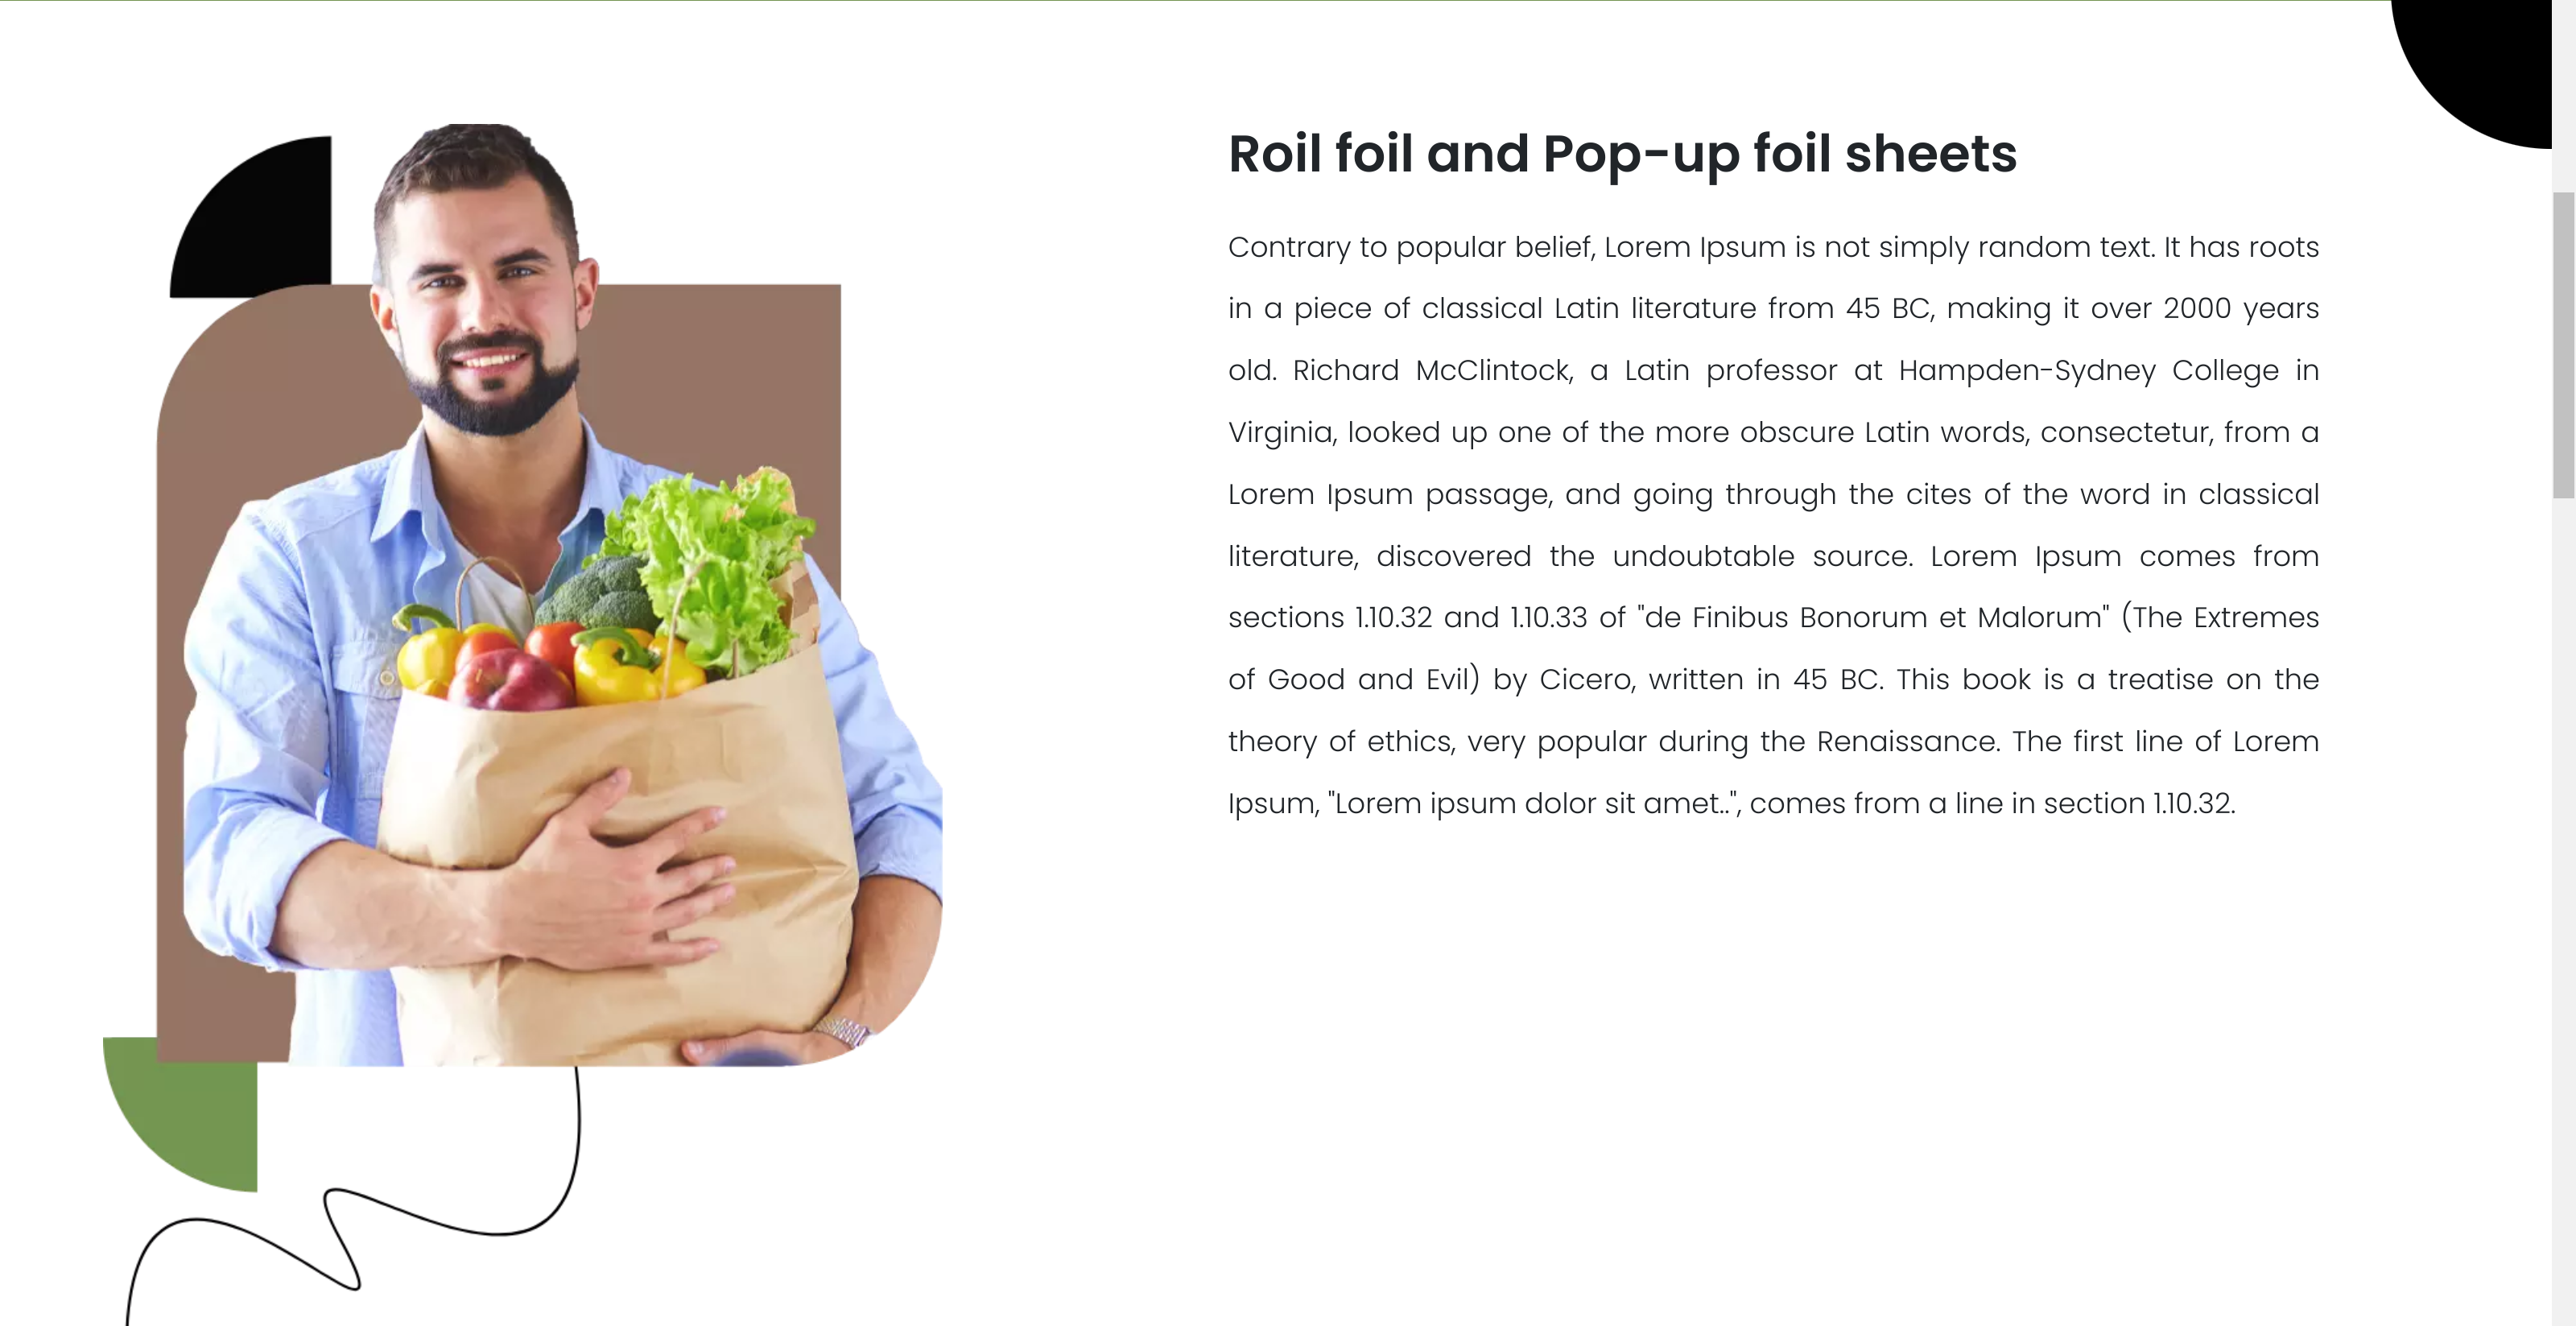 Roil foil and Pop-up foil sheets
Contrary to popular belief, Lorem Ipsum is not simply random text. It has roots
in a piece of classical Latin literature from 45 BC, making it over 2000 years
old. Richard McClintock, a Latin professor at Hampden-Sydney College in
Virginia, looked up one of the more obscure Latin words, consectetur, from a
Lorem Ipsum passage, and going through the cites of the word in classical
literature, discovered the undoubtable source. Lorem Ipsum comes from
sections 1.10.32 and 1.10.33 of "de Finibus Bonorum et Malorum" (The Extremes
of Good and Evil) by Cicero, written in 45 BC. This book is a treatise on the
theory of ethics, very popular during the Renaissance. The first line of Lorem
Ipsum, "Lorem ipsum dolor sit amet..", comes from a line in section 1.10.32.